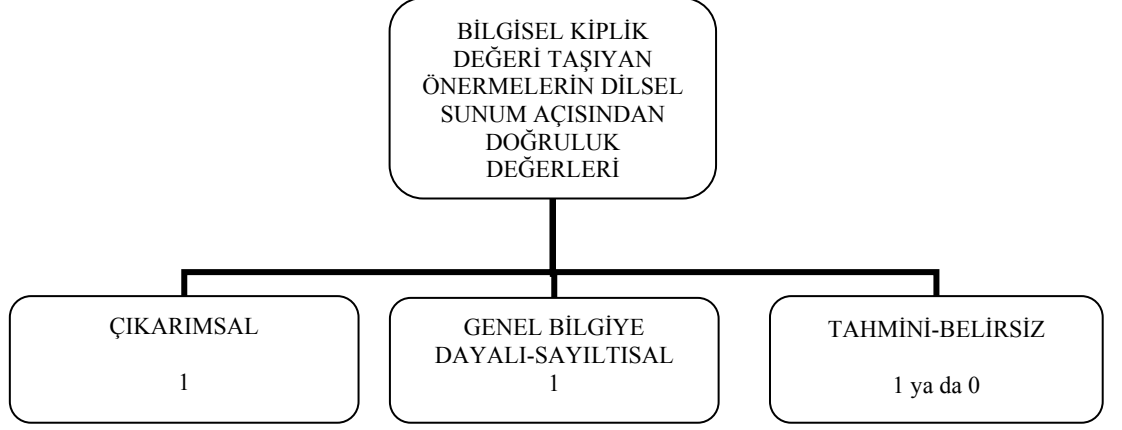 BİLGİSEL KİPLİK
DEĞERİ TAŞIYAN
ÖNERMELERİN DİLSEL
SUNUM AÇISINDAN
DOĞRULUK
DEĞERLERİ
ÇIKARIMSAL
1
GENEL BİLGİYE
DAYALI-SAYILTISAL
1
TAHMİNİ-BELİRSİZ
1 ya da 0